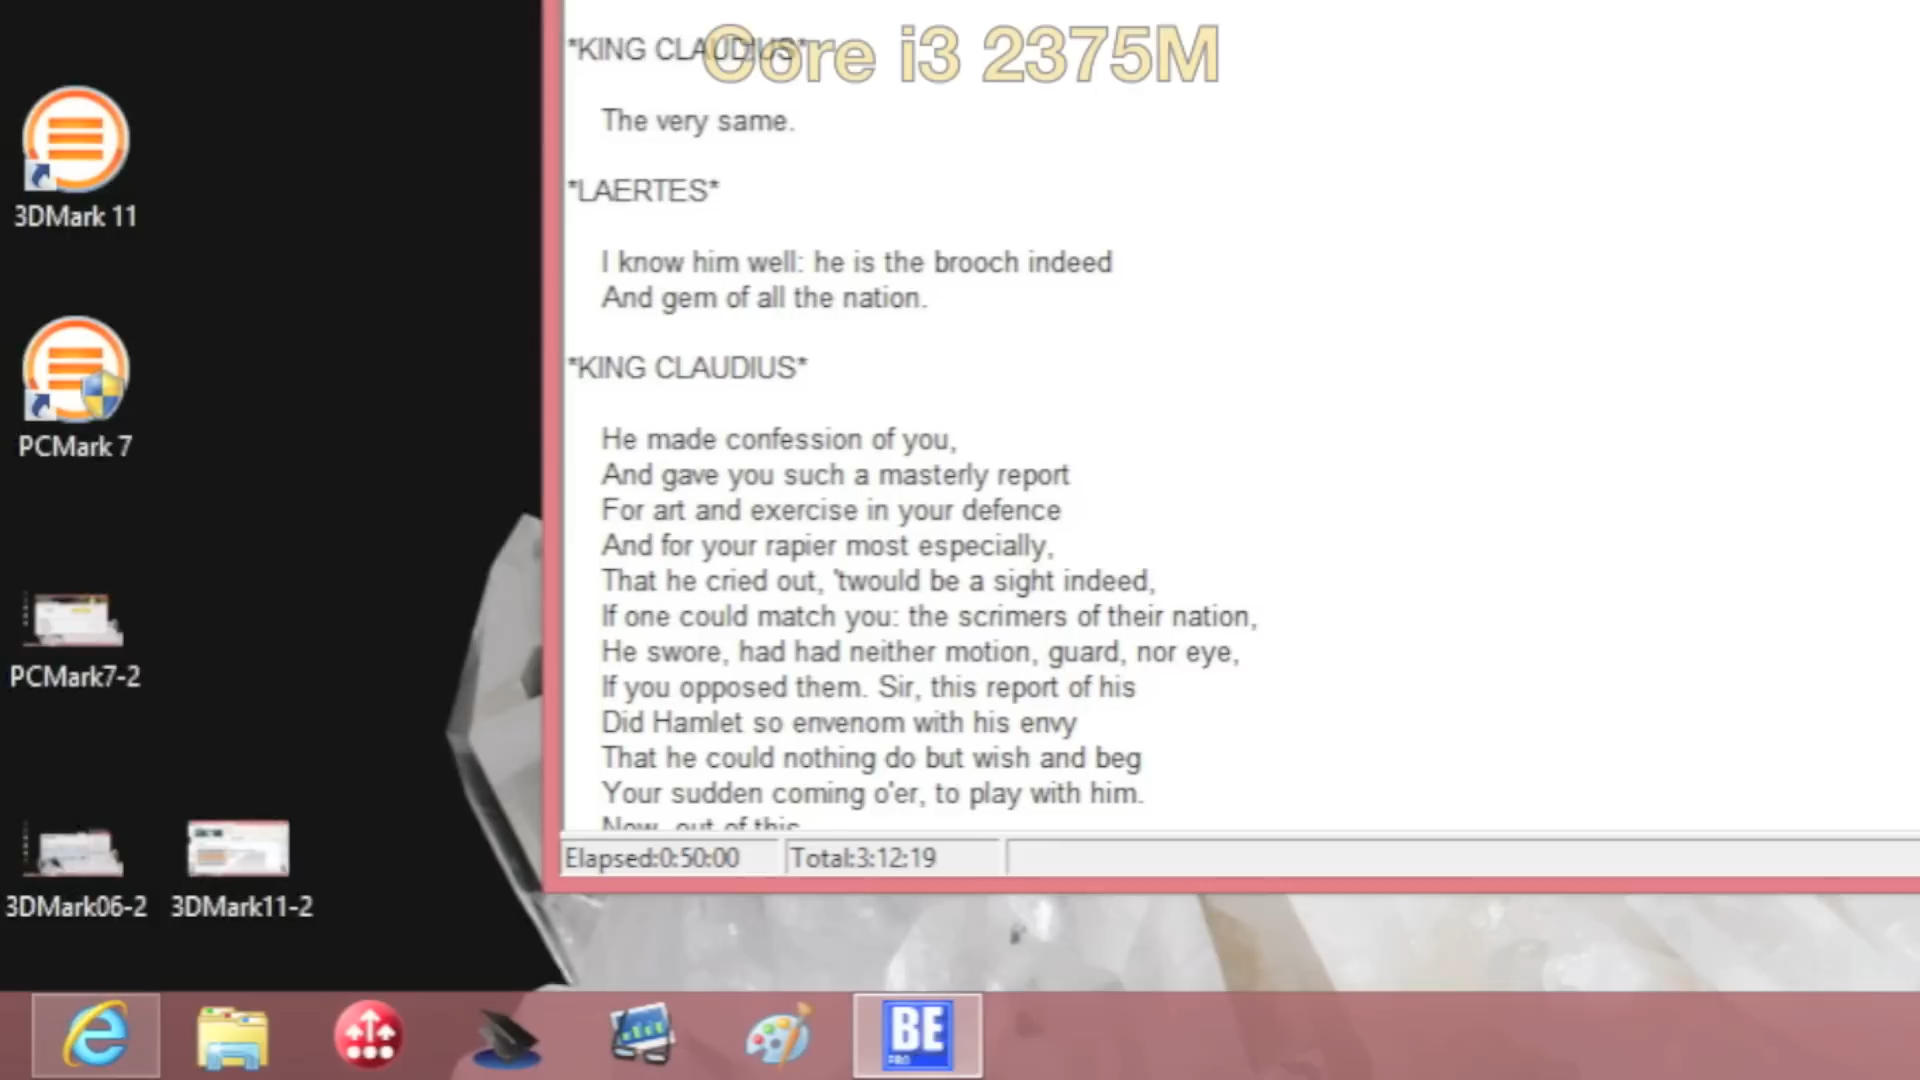 Core i3 2375M
*KING CLAUDIUS*
The very same.
*LAERTES*
I know him well: he is the brooch indeed
And gem of all the nation.
*KING CLAUDIUS*
He made confession of you,
And gave you such a masterly report
For art and exercise in your defence
And for your rapier most especially,
That he cried out, 'twould be a sight indeed,
If one could match you: the scrimers of their nation,
He swore, had had neither motion, guard, nor eye,
If you opposed them. Sir, this report of his
Did Hamlet so envenom with his envy
That he could nothing do but wish and beg
Your sudden coming o'er, to play with him.
Now, out of this,
Elapsed:0:50:00
Total:3:12:19
3DMark 11
PCMark 7
PCMark7-2
3DMark06-2
3DMark11-2
BE
PRO